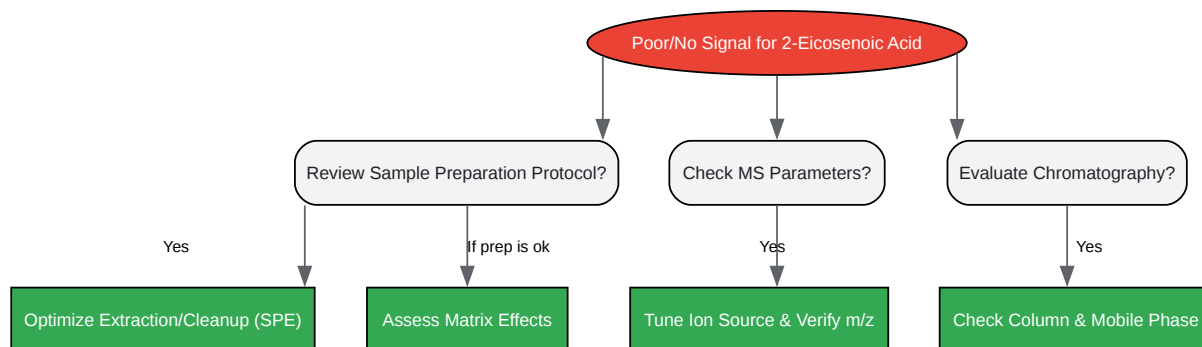 Poor/No Signal for 2-Eicosenoic Acid
Review Sample Preparation Protocol?
Check MS Parameters?
Evaluate Chromatography?
Yes
If prep is ok
Yes
Yes
Optimize Extraction/Cleanup (SPE)
Assess Matrix Effects
Tune Ion Source & Verify m/z
Check Column & Mobile Phase